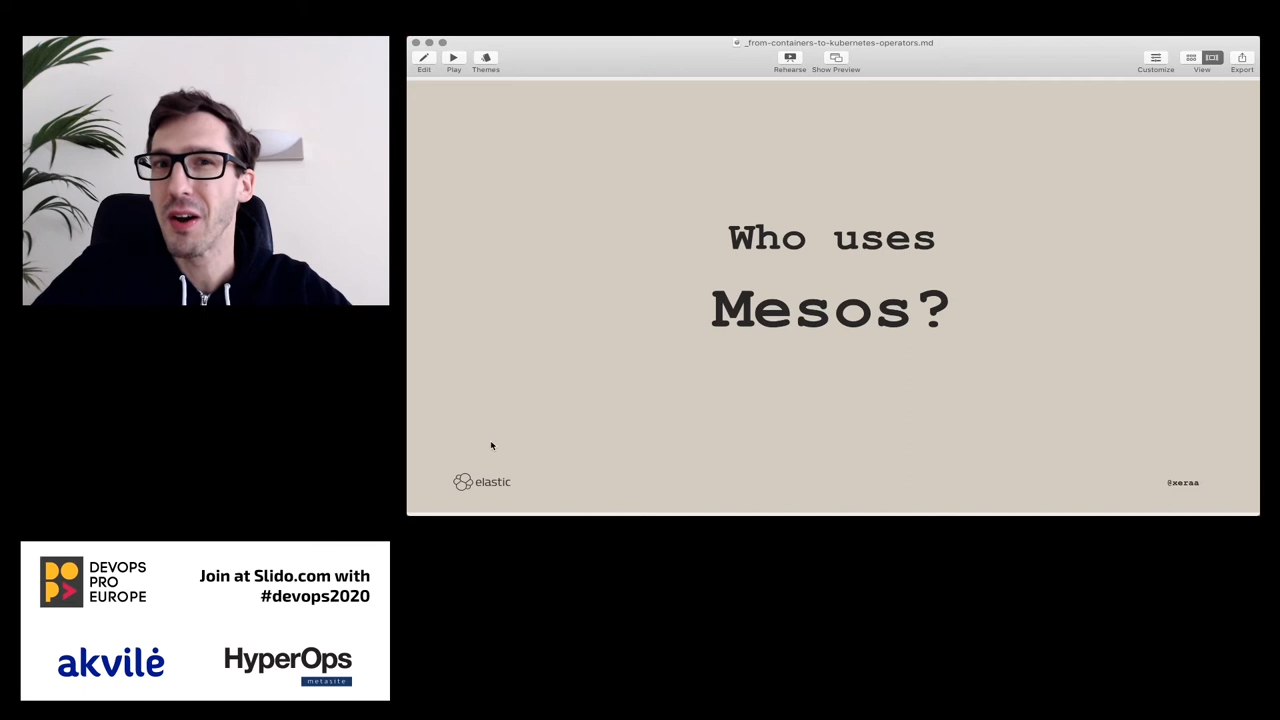 _from-containers-to-kubernetes-operators.md
Edit
Play
Themes
Rehearse
Show Preview
Customize
View
Export
Who uses
Mesos?
elastic
@xeraa
DEVOPS
PRO
EUROPE
Join at Slido.com with
#devops2020
akvilė
HyperOps
metasite